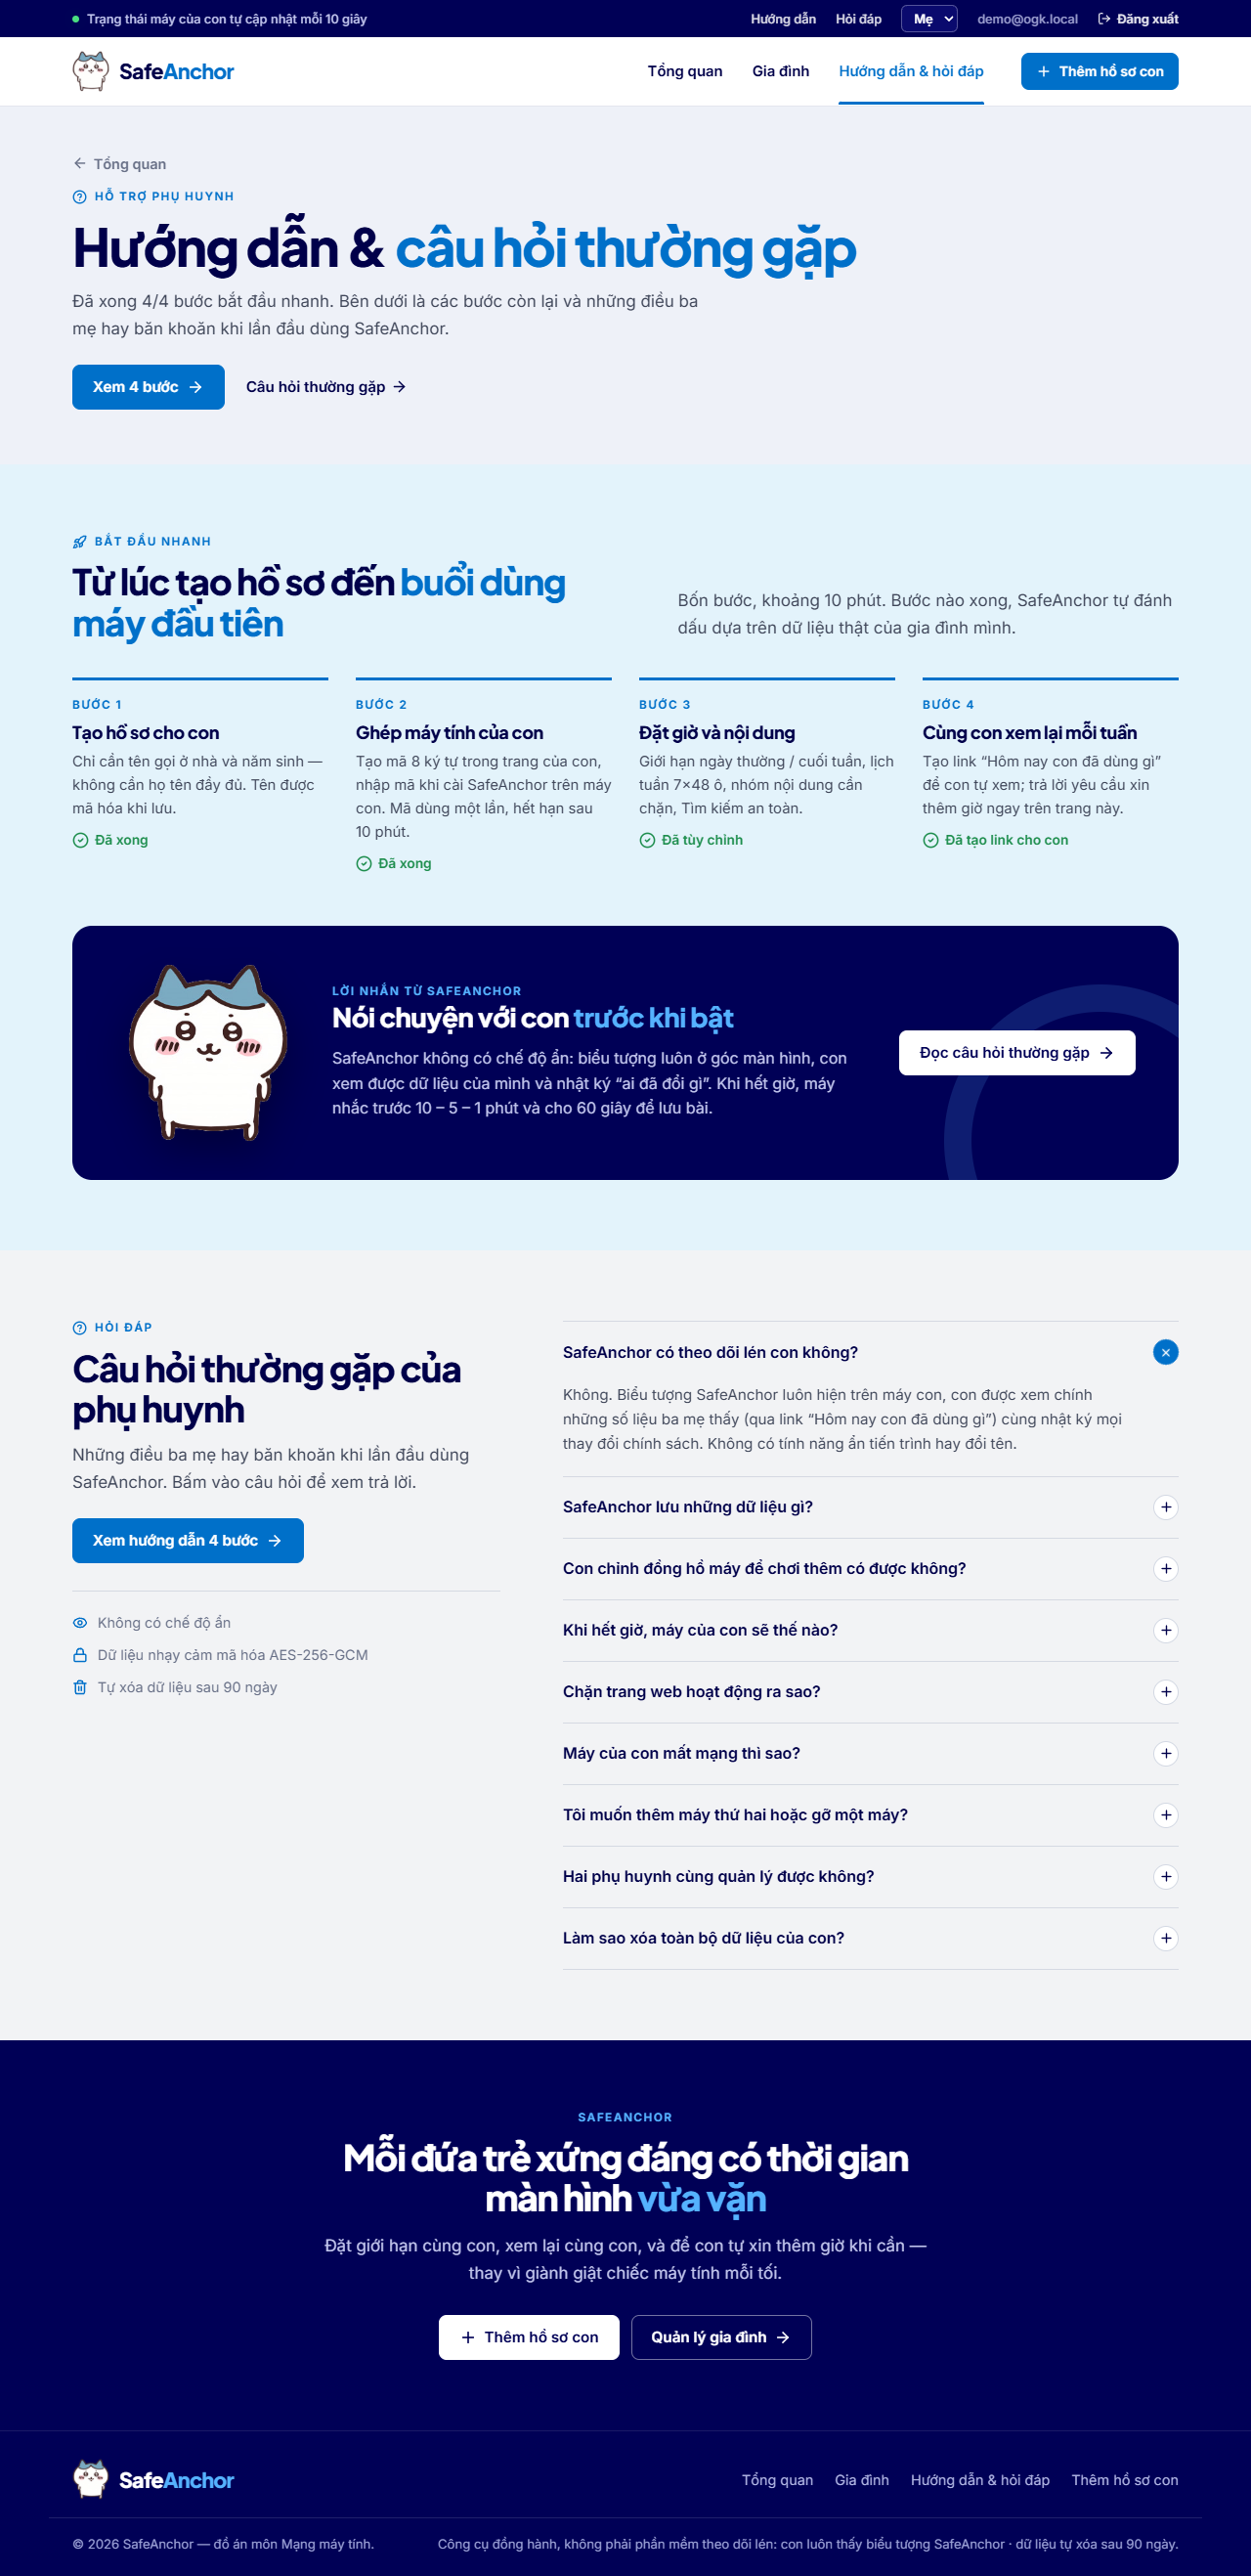 Trạng thái máy của con tự cập nhật mỗi 10 giây
Hướng dẫn Hỏi đáp Mẹ demo@ogk.local Đăng xuất
SafeAnchor
Tổng quan Gia đình Hướng dẫn & hỏi đáp Thêm hồ sơ con
Tổng quan
HỖ TRỢ PHỤ HUYNH
Hướng dẫn & câu hỏi thường gặp
Đã xong 4/4 bước bắt đầu nhanh. Bên dưới là các bước còn lại và những điều ba
mẹ hay băn khoăn khi lần đầu dùng SafeAnchor.
Xem 4 bước
Câu hỏi thường gặp
BẮT ĐẦU NHANH
Từ lúc tạo hồ sơ đến buổi dùng
máy đầu tiên
Bốn bước, khoảng 10 phút. Bước nào xong, SafeAnchor tự đánh
dấu dựa trên dữ liệu thật của gia đình mình.
BƯỚC 1
Tạo hồ sơ cho con
Chỉ cần tên gọi ở nhà và năm sinh —
không cần họ tên đầy đủ. Tên được
mã hóa khi lưu.
Đã xong
BƯỚC 2
Ghép máy tính của con
Tạo mã 8 ký tự trong trang của con,
nhập mã khi cài SafeAnchor trên máy
con. Mã dùng một lần, hết hạn sau
10 phút.
Đã xong
BƯỚC 3
Đặt giờ và nội dung
Giới hạn ngày thường / cuối tuần, lịch
tuần 7×48 ô, nhóm nội dung cần
chặn, Tìm kiếm an toàn.
Đã tùy chỉnh
BƯỚC 4
Cùng con xem lại mỗi tuần
Tạo link “Hôm nay con đã dùng gì”
để con tự xem; trả lời yêu cầu xin
thêm giờ ngay trên trang này.
Đã tạo link cho con
LỜI NHẮN TỪ SAFEANCHOR
Nói chuyện với con trước khi bật
SafeAnchor không có chế độ ẩn: biểu tượng luôn ở góc màn hình, con
xem được dữ liệu của mình và nhật ký “ai đã đổi gì”. Khi hết giờ, máy
nhắc trước 10 – 5 – 1 phút và cho 60 giây để lưu bài.
Đọc câu hỏi thường gặp
HỎI ĐÁP
Câu hỏi thường gặp của
phụ huynh
Những điều ba mẹ hay băn khoăn khi lần đầu dùng
SafeAnchor. Bấm vào câu hỏi để xem trả lời.
Xem hướng dẫn 4 bước
Không có chế độ ẩn
Dữ liệu nhạy cảm mã hóa AES-256-GCM
Tự xóa dữ liệu sau 90 ngày
SafeAnchor có theo dõi lén con không?
Không. Biểu tượng SafeAnchor luôn hiện trên máy con, con được xem chính
những số liệu ba mẹ thấy (qua link “Hôm nay con đã dùng gì”) cùng nhật ký mọi
thay đổi chính sách. Không có tính năng ẩn tiến trình hay đổi tên.
SafeAnchor lưu những dữ liệu gì?
Con chỉnh đồng hồ máy để chơi thêm có được không?
Khi hết giờ, máy của con sẽ thế nào?
Chặn trang web hoạt động ra sao?
Máy của con mất mạng thì sao?
Tôi muốn thêm máy thứ hai hoặc gỡ một máy?
Hai phụ huynh cùng quản lý được không?
Làm sao xóa toàn bộ dữ liệu của con?
SAFEANCHOR
Mỗi đứa trẻ xứng đáng có thời gian
màn hình vừa vặn
Đặt giới hạn cùng con, xem lại cùng con, và để con tự xin thêm giờ khi cần —
thay vì giành giật chiếc máy tính mỗi tối.
Thêm hồ sơ con
Quản lý gia đình
SafeAnchor
Tổng quan Gia đình Hướng dẫn & hỏi đáp Thêm hồ sơ con
© 2026 SafeAnchor — đồ án môn Mạng máy tính.
Công cụ đồng hành, không phải phần mềm theo dõi lén: con luôn thấy biểu tượng SafeAnchor · dữ liệu tự xóa sau 90 ngày.